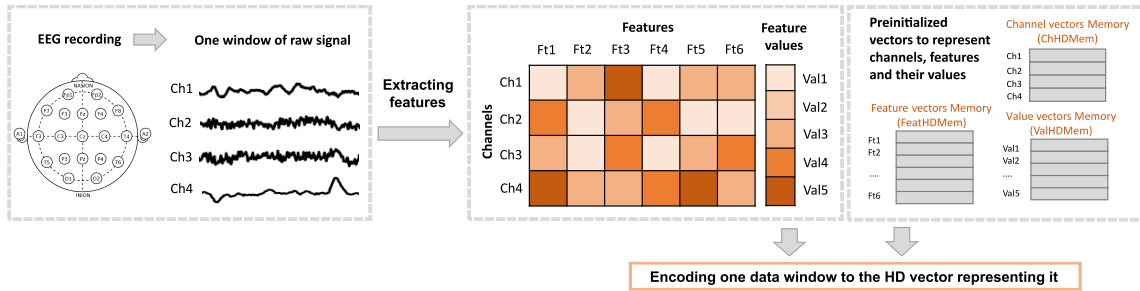 EEG recording
One window of raw signal
NASION
Fp1 Fp2
F7 F3 Fz F4 F8
A1 T3 C3 Cz C4 T4 A2
T5 P3 Pz P4 T6
O1 O2
INION
Ch1
Ch2
Ch3
Ch4
Extracting
features
Features
Ft1 Ft2 Ft3 Ft4 Ft5 Ft6
Channels
Ch1
Ch2
Ch3
Ch4
Feature
values
Val1
Val2
Val3
Val4
Val5
Preinitialized
vectors to represent
channels, features
and their values
Channel vectors Memory
(ChHDMem)
Ch1
Ch2
Ch3
Ch4
Feature vectors Memory
(FeatHDMem)
Ft1
Ft2
....
Ft6
Value vectors Memory
(ValHDMem)
Val1
Val2
....
Val5
Encoding one data window to the HD vector representing it